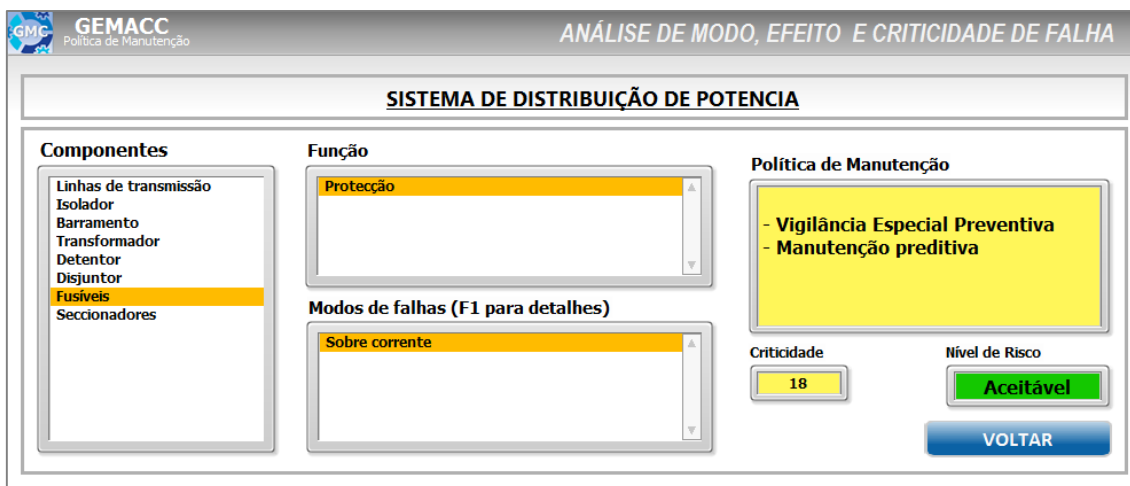 GMC
GEMACC
Política de Manutenção
ANÁLISE DE MODO, EFEITO E CRITICIDADE DE FALHA
SISTEMA DE DISTRIBUIÇÃO DE POTENCIA
Componentes
Linhas de transmissão
Isolador
Barramento
Transformador
Detentor
Disjuntor
Fusíveis
Seccionadores
Função
Protecção
Modos de falhas (F1 para detalhes)
Sobre corrente
Política de Manutenção
- Vigilância Especial Preventiva
- Manutenção preditiva
Criticidade
18
Nível de Risco
Aceitável
VOLTAR